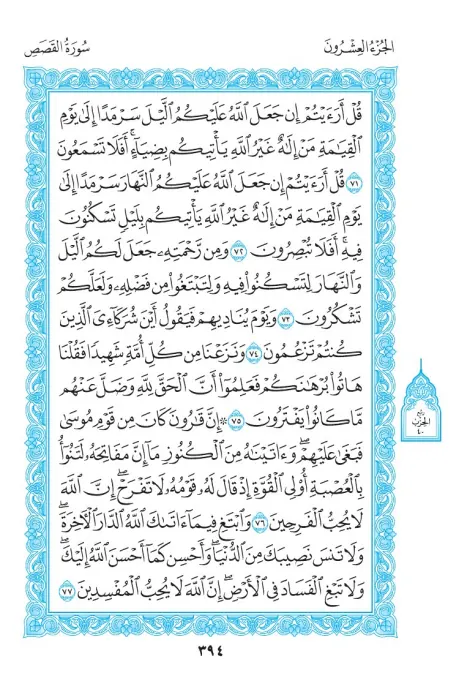 الجُزْءُ العِشْرُونَ
سُورَةُ القَصَصِ
قُلْ أَرَءَيْتُمْ إِن جَعَلَ ٱللَّهُ عَلَيْكُمُ ٱلَّيْلَ سَرْمَدًا إِلَىٰ يَوْمِ
ٱلْقِيَٰمَةِ مَنْ إِلَٰهٌ غَيْرُ ٱللَّهِ يَأْتِيكُم بِضِيَآءٍ ۖ أَفَلَا تَسْمَعُونَ
٧١ قُلْ أَرَءَيْتُمْ إِن جَعَلَ ٱللَّهُ عَلَيْكُمُ ٱلنَّهَارَ سَرْمَدًا إِلَىٰ
يَوْمِ ٱلْقِيَٰمَةِ مَنْ إِلَٰهٌ غَيْرُ ٱللَّهِ يَأْتِيكُم بِلَيْلٍ تَسْكُنُونَ
فِيهِ ۖ أَفَلَا تُبْصِرُونَ ٧٢ وَمِن رَّحْمَتِهِۦ جَعَلَ لَكُمُ ٱلَّيْلَ
وَٱلنَّهَارَ لِتَسْكُنُوا۟ فِيهِ وَلِتَبْتَغُوا۟ مِن فَضْلِهِۦ وَلَعَلَّكُمْ
تَشْكُرُونَ ٧٣ وَيَوْمَ يُنَادِيهِمْ فَيَقُولُ أَيْنَ شُرَكَآءِىَ ٱلَّذِينَ
كُنتُمْ تَزْعُمُونَ ٧٤ وَنَزَعْنَا مِن كُلِّ أُمَّةٍ شَهِيدًا فَقُلْنَا
هَاتُوا۟ بُرْهَٰنَكُمْ فَعَلِمُوٓا۟ أَنَّ ٱلْحَقَّ لِلَّهِ وَضَلَّ عَنْهُم
مَّا كَانُوا۟ يَفْتَرُونَ ٧٥ ۞ إِنَّ قَٰرُونَ كَانَ مِن قَوْمِ مُوسَىٰ
فَبَغَىٰ عَلَيْهِمْ ۖ وَءَاتَيْنَٰهُ مِنَ ٱلْكُنُوزِ مَآ إِنَّ مَفَاتِحَهُۥ لَتَنُوٓأُ
بِٱلْعُصْبَةِ أُو۟لِى ٱلْقُوَّةِ إِذْ قَالَ لَهُۥ قَوْمُهُۥ لَا تَفْرَحْ ۖ إِنَّ ٱللَّهَ
لَا يُحِبُّ ٱلْفَرِحِينَ ٧٦ وَٱبْتَغِ فِيمَآ ءَاتَىٰكَ ٱللَّهُ ٱلدَّارَ ٱلْءَاخِرَةَ ۖ
وَلَا تَنسَ نَصِيبَكَ مِنَ ٱلدُّنْيَا ۖ وَأَحْسِن كَمَآ أَحْسَنَ ٱللَّهُ إِلَيْكَ ۖ
وَلَا تَبْغِ ٱلْفَسَادَ فِى ٱلْأَرْضِ ۖ إِنَّ ٱللَّهَ لَا يُحِبُّ ٱلْمُفْسِدِينَ ٧٧
ربع
الحزب
٤٠
٣٩٤